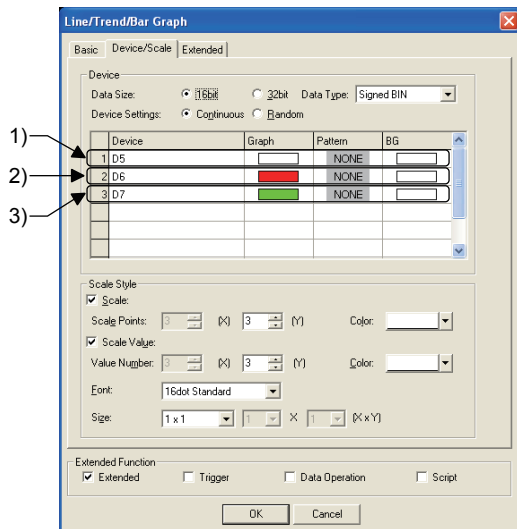 Line/Trend/Bar Graph
Basic Device/Scale Extended
Device
Data Size: 16bit 32bit Data Type: Signed BIN
Device Settings: Continuous Random
Device Graph Pattern BG
1) 1 D5 NONE
2) 2 D6 NONE
3) 3 D7 NONE
Scale Style
Scale:
Scale Points: 3 (X) 3 (Y) Color:
Scale Value:
Value Number: 3 (X) 3 (Y) Color:
Font: 16dot Standard
Size: 1 x 1 1 X 1 (X x Y)
Extended Function
Extended Trigger Data Operation Script
OK Cancel